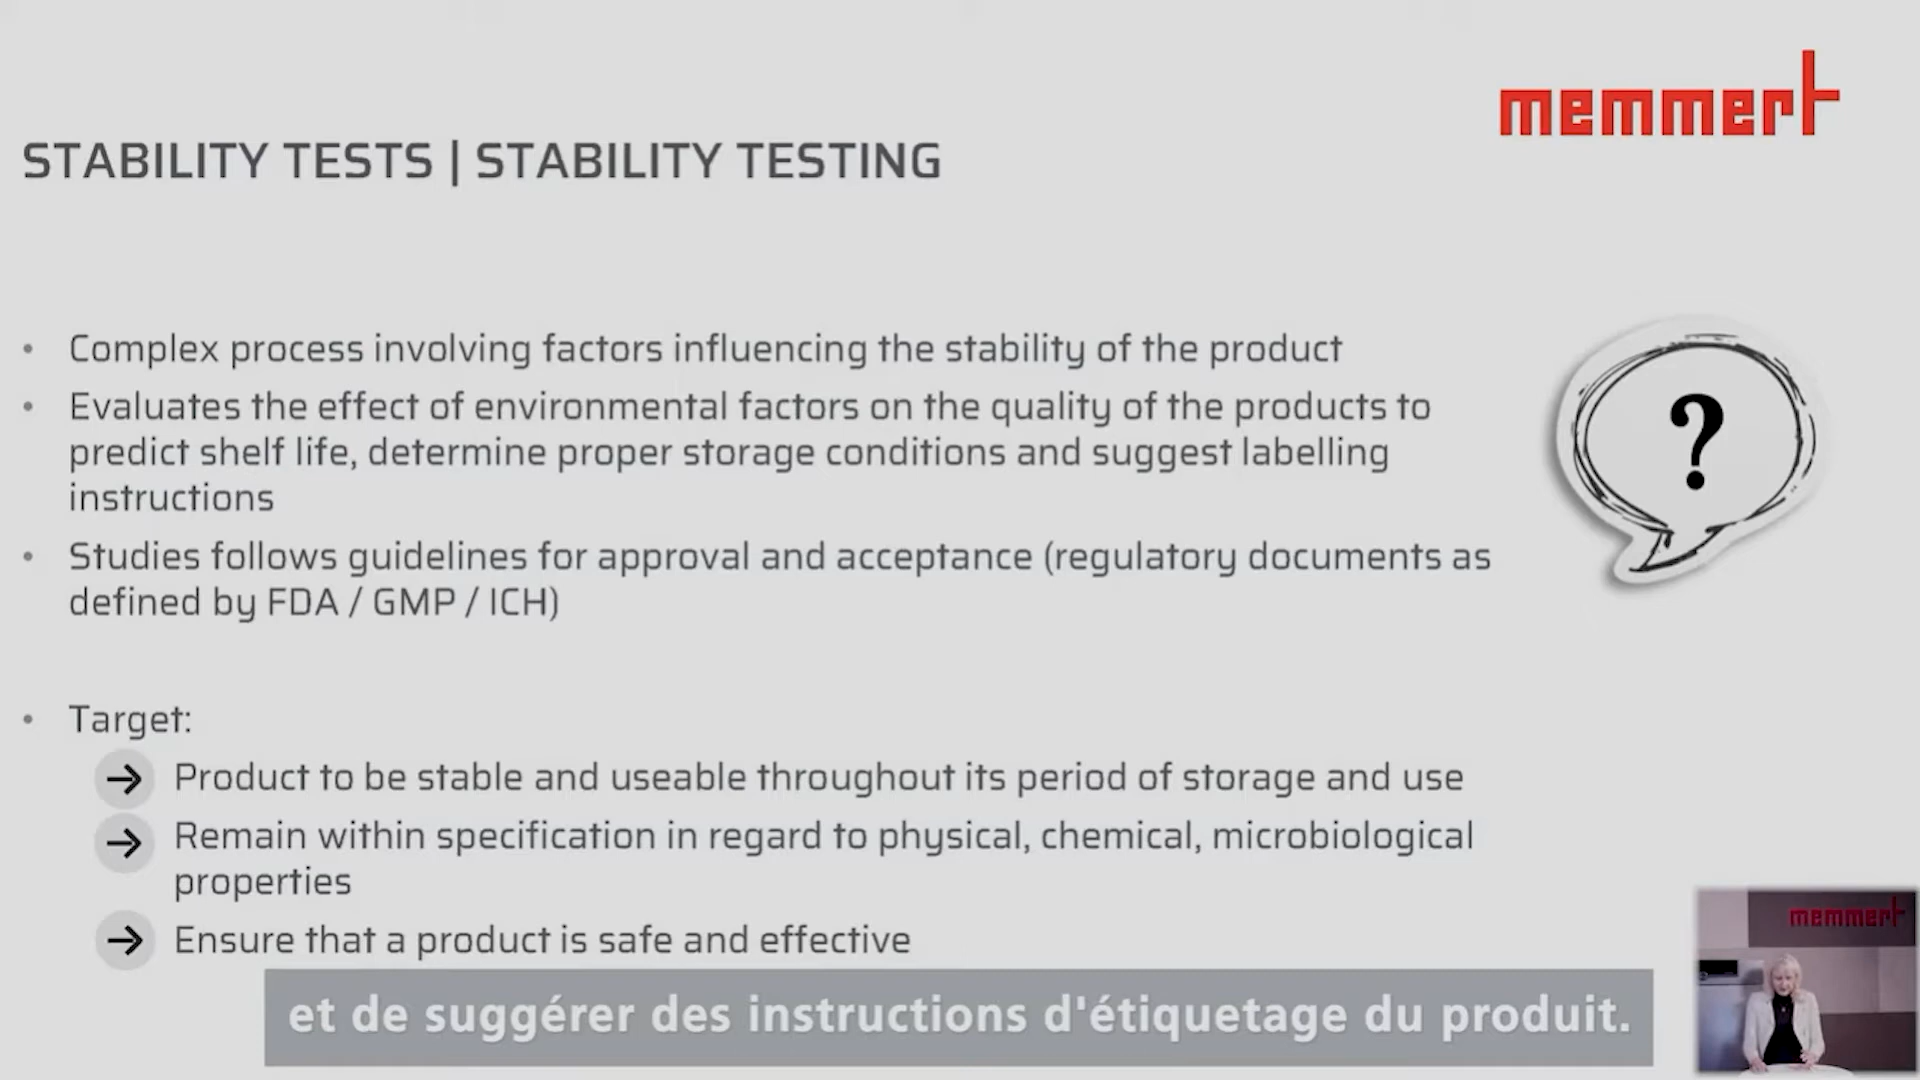 memmert
STABILITY TESTS | STABILITY TESTING
• Complex process involving factors influencing the stability of the product
• Evaluates the effect of environmental factors on the quality of the products to
predict shelf life, determine proper storage conditions and suggest labelling
instructions
• Studies follows guidelines for approval and acceptance (regulatory documents as
defined by FDA / GMP / ICH)
?
• Target:
→ Product to be stable and useable throughout its period of storage and use
→ Remain within specification in regard to physical, chemical, microbiological
properties
→ Ensure that a product is safe and effective
memmert
et de suggérer des instructions d'étiquetage du produit.